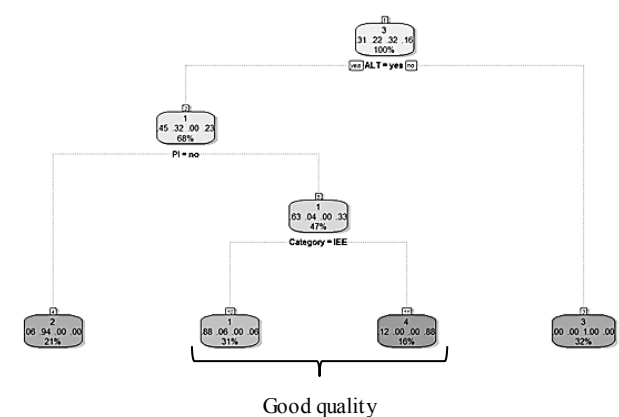 1
3
.31 .22 .32 .16
100%
yes ALT = yes no
2
1
.45 .32 .00 .23
68%
PI = no
5
1
.63 .04 .00 .33
47%
Category = IEE
4
2
.06 .94 .00 .00
21%
10
1
.88 .06 .00 .06
31%
11
4
.12 .00 .00 .88
16%
3
3
.00 .00 1.00 .00
32%
Good quality